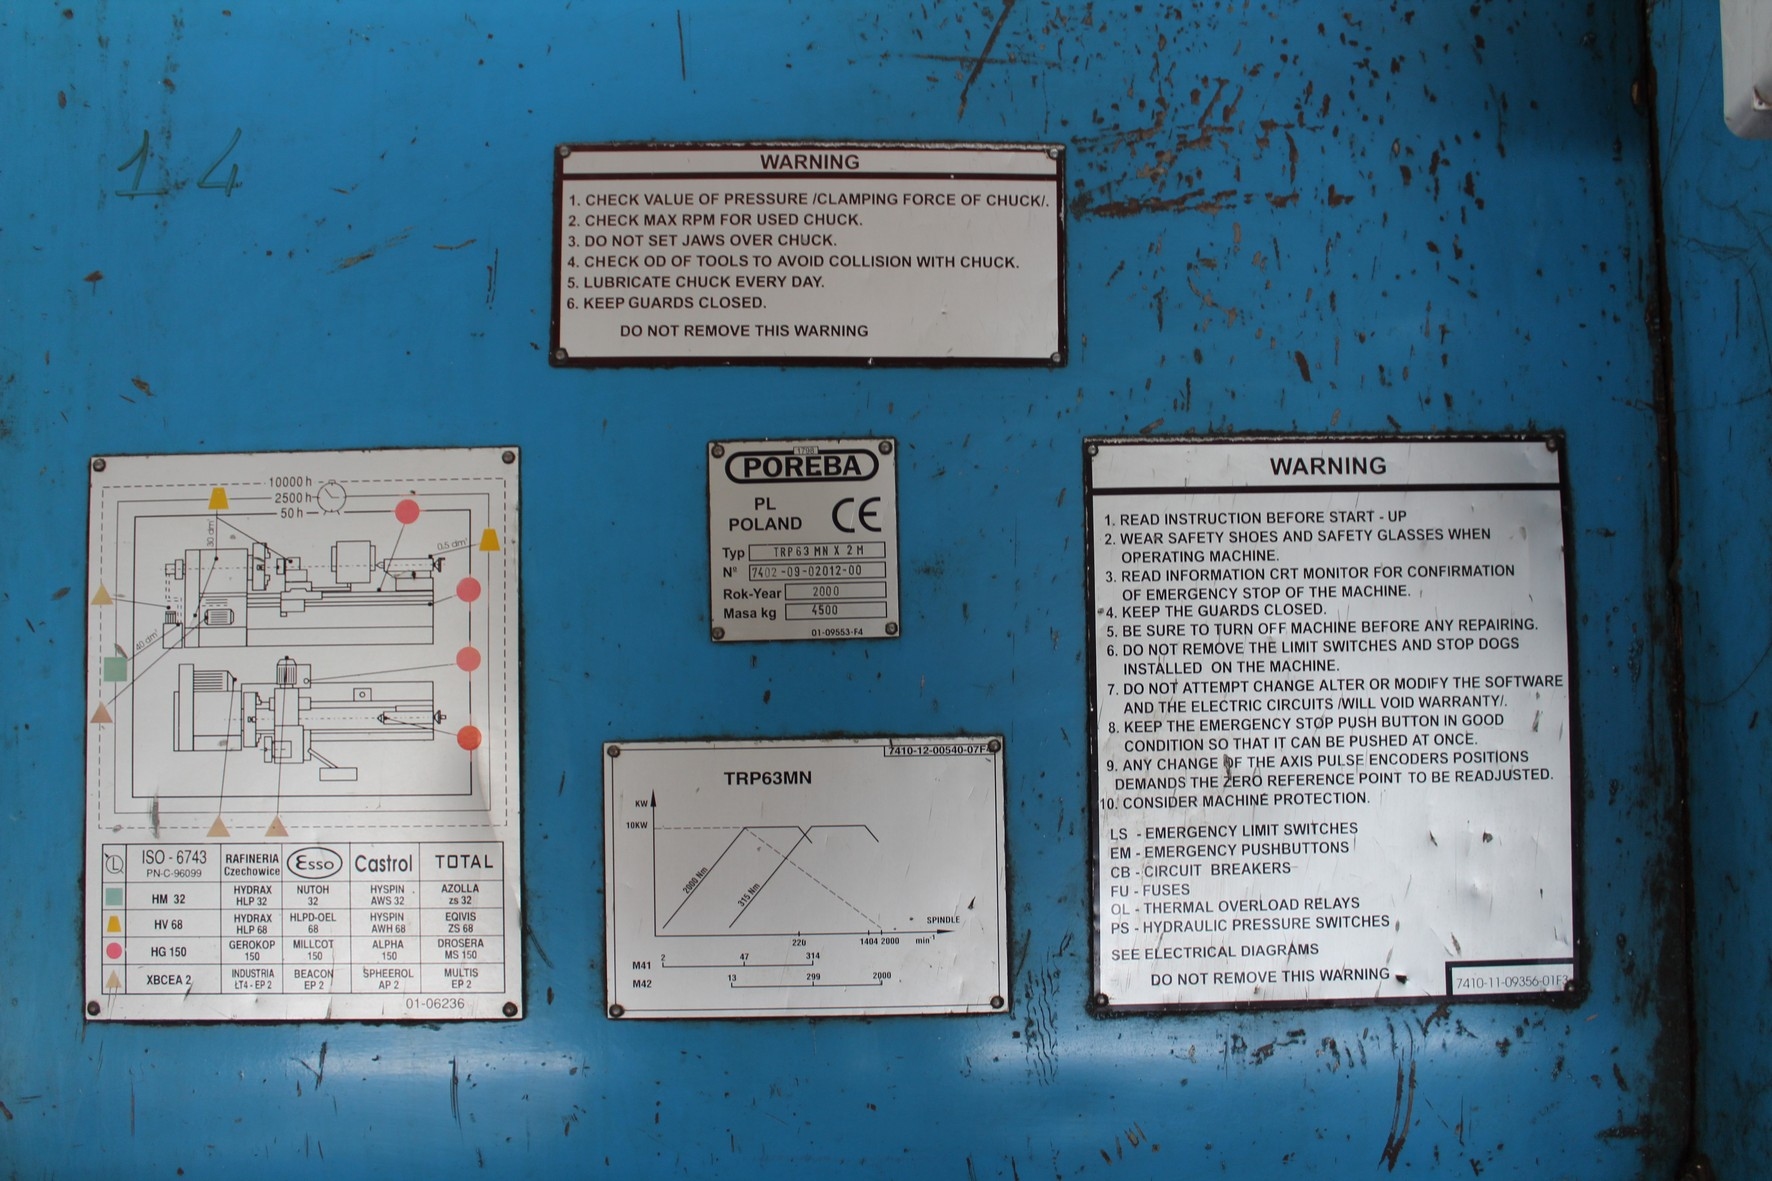 1 4
WARNING
1. CHECK VALUE OF PRESSURE /CLAMPING FORCE OF CHUCK/.
2. CHECK MAX RPM FOR USED CHUCK.
3. DO NOT SET JAWS OVER CHUCK.
4. CHECK OD OF TOOLS TO AVOID COLLISION WITH CHUCK.
5. LUBRICATE CHUCK EVERY DAY.
6. KEEP GUARDS CLOSED.
DO NOT REMOVE THIS WARNING
10000 h
2500 h
50 h
30 dm³
0.5 dm³
40 dm³
ISO - 6743 RAFINERIA Esso Castrol TOTAL
PN-C-96099 Czechowice
HM 32 HYDRAX HLP 32 NUTOH 32 HYSPIN AWS 32 AZOLLA zs 32
HV 68 HYDRAX HLP 68 HLPD-OEL 68 HYSPIN AWH 68 EQIVIS ZS 68
HG 150 GEROKOP 150 MILLCOT 150 ALPHA 150 DROSERA MS 150
XBCEA 2 INDUSTRIA ŁT4 - EP 2 BEACON EP 2 SPHEEROL AP 2 MULTIS EP 2
01-06236
1798
POREBA
PL
POLAND CE
Typ TRP63 MN X 2 M
Nº 7402-09-02012-00
Rok-Year 2000
Masa kg 4500
01-09553-F4
7410-12-00540-07F4
TRP63MN
KW
10KW
2000 Nm
315 Nm
SPINDLE
220 1404 2000 min⁻¹
M41 2 47 314
M42 13 299 2000
WARNING
1. READ INSTRUCTION BEFORE START - UP
2. WEAR SAFETY SHOES AND SAFETY GLASSES WHEN
OPERATING MACHINE.
3. READ INFORMATION CRT MONITOR FOR CONFIRMATION
OF EMERGENCY STOP OF THE MACHINE.
4. KEEP THE GUARDS CLOSED.
5. BE SURE TO TURN OFF MACHINE BEFORE ANY REPAIRING.
6. DO NOT REMOVE THE LIMIT SWITCHES AND STOP DOGS
INSTALLED ON THE MACHINE.
7. DO NOT ATTEMPT CHANGE ALTER OR MODIFY THE SOFTWARE
AND THE ELECTRIC CIRCUITS /WILL VOID WARRANTY/.
8. KEEP THE EMERGENCY STOP PUSH BUTTON IN GOOD
CONDITION SO THAT IT CAN BE PUSHED AT ONCE.
9. ANY CHANGE OF THE AXIS PULSE ENCODERS POSITIONS
DEMANDS THE ZERO REFERENCE POINT TO BE READJUSTED.
10. CONSIDER MACHINE PROTECTION.
LS - EMERGENCY LIMIT SWITCHES
EM - EMERGENCY PUSHBUTTONS
CB - CIRCUIT BREAKERS
FU - FUSES
OL - THERMAL OVERLOAD RELAYS
PS - HYDRAULIC PRESSURE SWITCHES
SEE ELECTRICAL DIAGRAMS
DO NOT REMOVE THIS WARNING
7410-11-09356-01F3